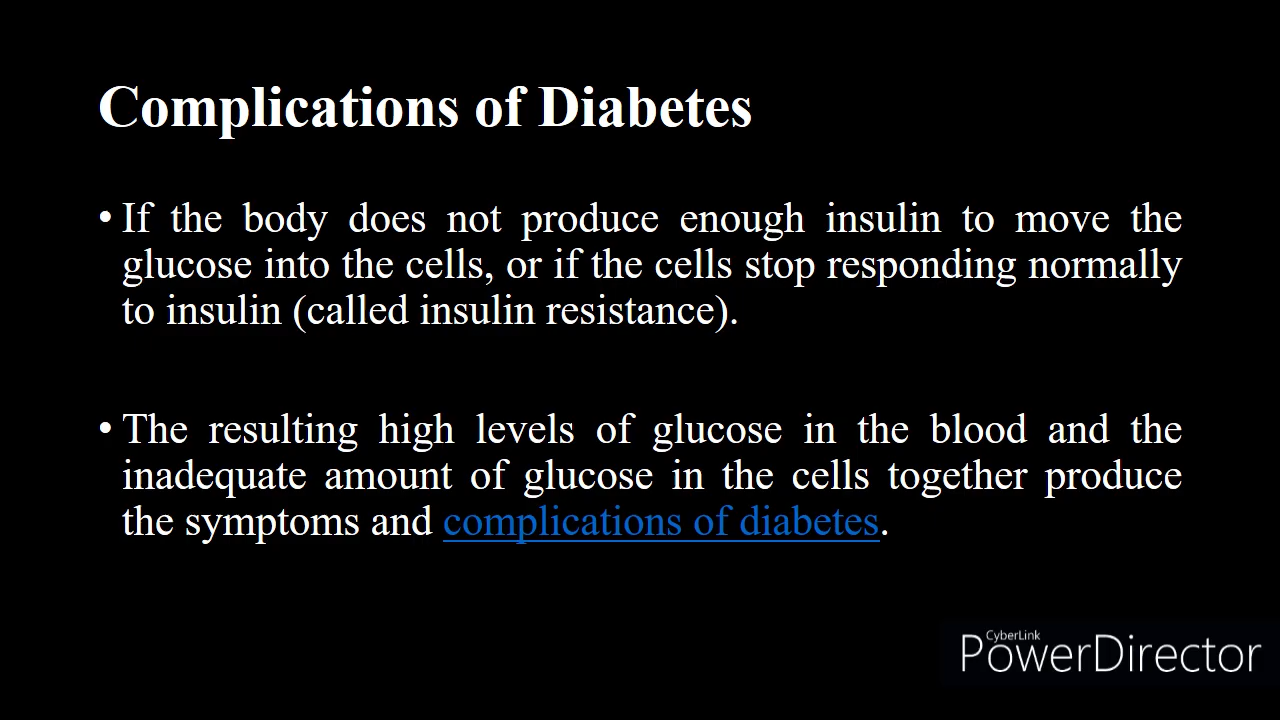 Complications of Diabetes
• If the body does not produce enough insulin to move the
glucose into the cells, or if the cells stop responding normally
to insulin (called insulin resistance).
• The resulting high levels of glucose in the blood and the
inadequate amount of glucose in the cells together produce
the symptoms and complications of diabetes.
CyberLink
PowerDirector